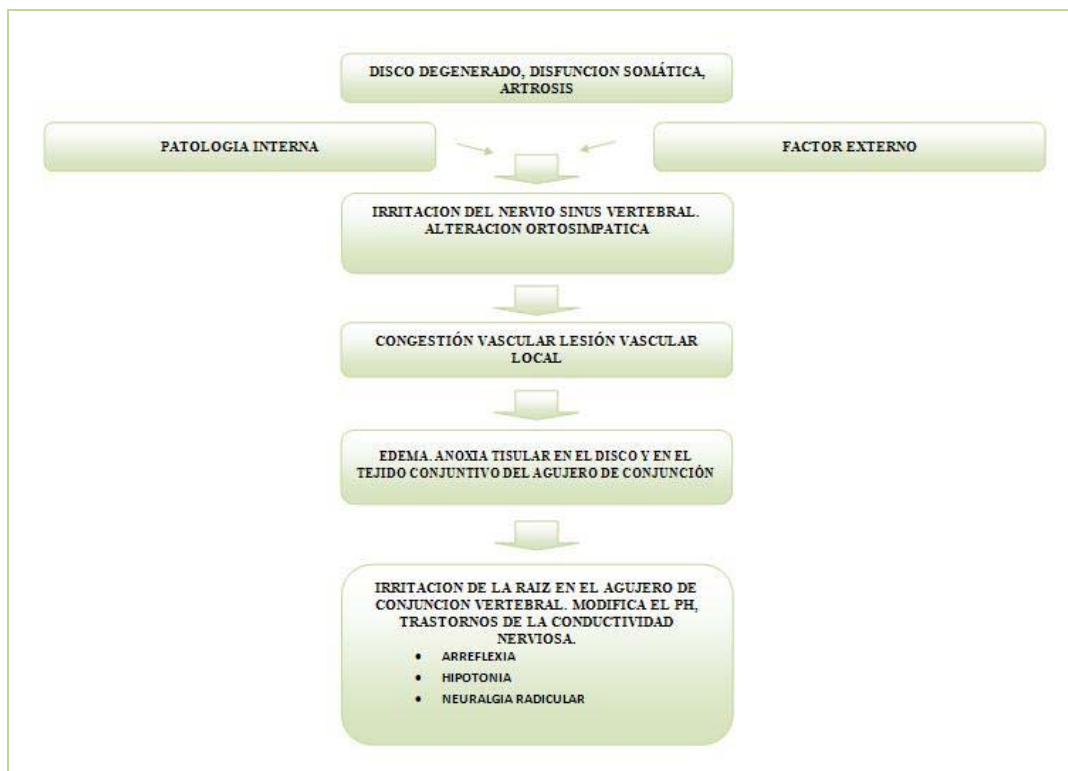 DISCO DEGENERADO, DISFUNCION SOMÁTICA,
ARTROSIS
PATOLOGIA INTERNA
FACTOR EXTERNO
IRRITACION DEL NERVIO SINUS VERTEBRAL.
ALTERACION ORTOSIMPATICA
CONGESTIÓN VASCULAR LESIÓN VASCULAR
LOCAL
EDEMA. ANOXIA TISULAR EN EL DISCO Y EN EL
TEJIDO CONJUNTIVO DEL AGUJERO DE CONJUNCIÓN
IRRITACION DE LA RAIZ EN EL AGUJERO DE
CONJUNCION VERTEBRAL. MODIFICA EL PH,
TRASTORNOS DE LA CONDUCTIVIDAD
NERVIOSA.
• ARREFLEXIA
• HIPOTONIA
• NEURALGIA RADICULAR